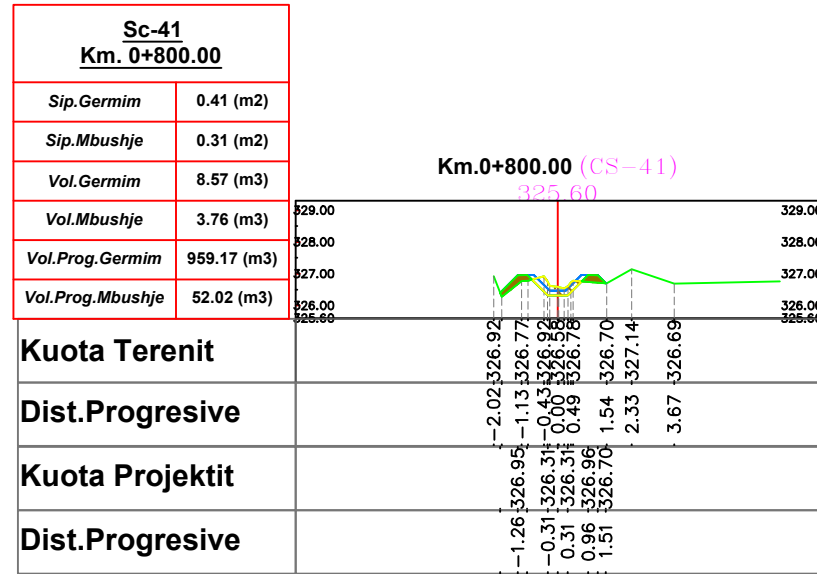 Sc-41
Km. 0+800.00
Sip.Germim 0.41 (m2)
Sip.Mbushje 0.31 (m2)
Vol.Germim 8.57 (m3)
Vol.Mbushje 3.76 (m3)
Vol.Prog.Germim 959.17 (m3)
Vol.Prog.Mbushje 52.02 (m3)
Km.0+800.00 (CS-41)
325.60
329.00 329.00
328.00 328.00
327.00 327.00
326.00 326.00
325.60 325.60
Kuota Terenit 326.92 326.77 326.92 326.58 326.78 326.70 327.14 326.69
Dist.Progresive -2.02 -1.13 -0.43 0.00 0.49 1.54 2.33 3.67
Kuota Projektit 326.95 326.31 326.31 326.96 326.70
Dist.Progresive -1.26 -0.31 0.31 0.96 1.51